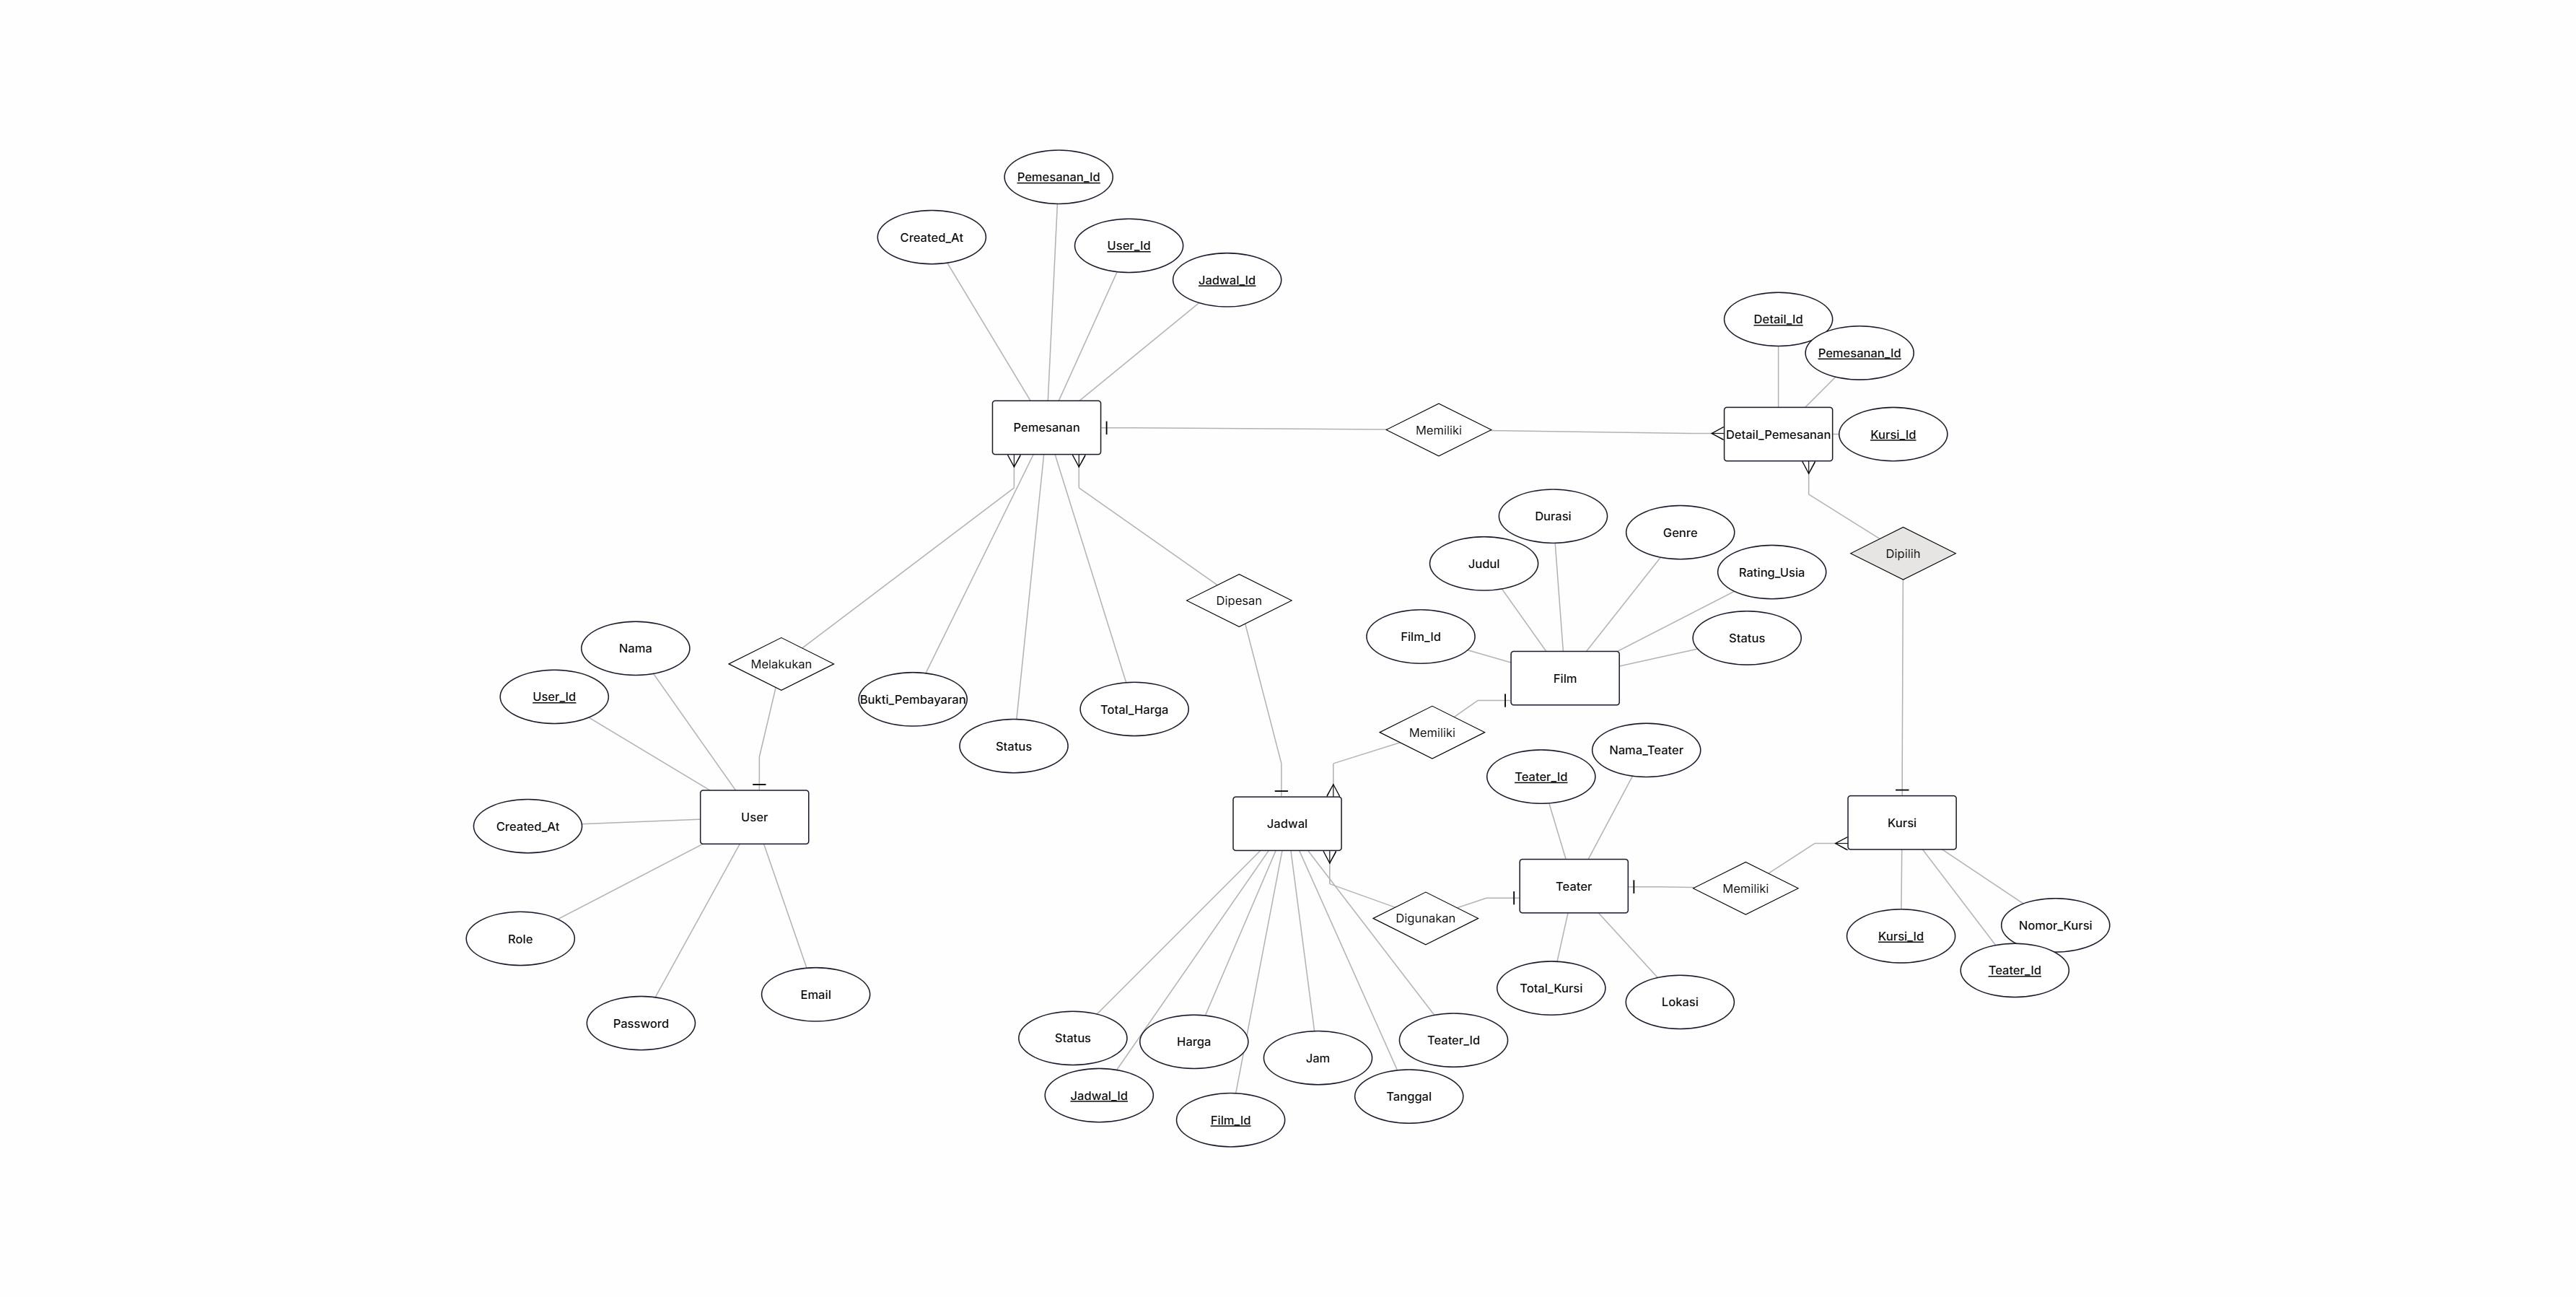 Pemesanan_Id
Created_At
User_Id
Jadwal_Id
Detail_Id
Pemesanan_Id
Pemesanan
Memiliki
Detail_Pemesanan
Kursi_Id
Durasi
Genre
Judul
Rating_Usia
Dipilih
Dipesan
Film_Id
Status
Nama
Melakukan
Film
User_Id
Bukti_Pembayaran
Total_Harga
Status
Memiliki
Nama_Teater
Teater_Id
User
Created_At
Jadwal
Kursi
Teater
Memiliki
Digunakan
Role
Kursi_Id
Nomor_Kursi
Teater_Id
Email
Password
Total_Kursi
Lokasi
Status
Harga
Jam
Teater_Id
Jadwal_Id
Tanggal
Film_Id